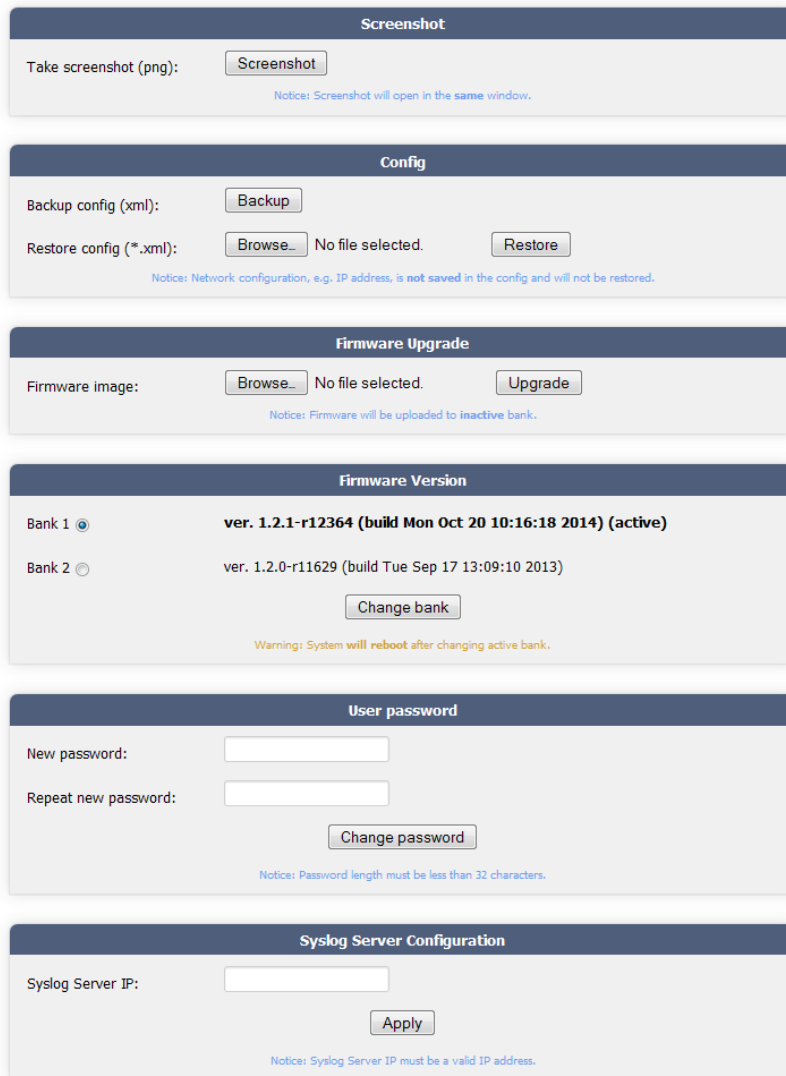 Screenshot
Take screenshot (png): Screenshot
Notice: Screenshot will open in the same window.
Config
Backup config (xml): Backup
Restore config (*.xml): Browse... No file selected. Restore
Notice: Network configuration, e.g. IP address, is not saved in the config and will not be restored.
Firmware Upgrade
Firmware image: Browse... No file selected. Upgrade
Notice: Firmware will be uploaded to inactive bank.
Firmware Version
Bank 1 ver. 1.2.1-r12364 (build Mon Oct 20 10:16:18 2014) (active)
Bank 2 ver. 1.2.0-r11629 (build Tue Sep 17 13:09:10 2013)
Change bank
Warning: System will reboot after changing active bank.
User password
New password:
Repeat new password:
Change password
Notice: Password length must be less than 32 characters.
Syslog Server Configuration
Syslog Server IP:
Apply
Notice: Syslog Server IP must be a valid IP address.